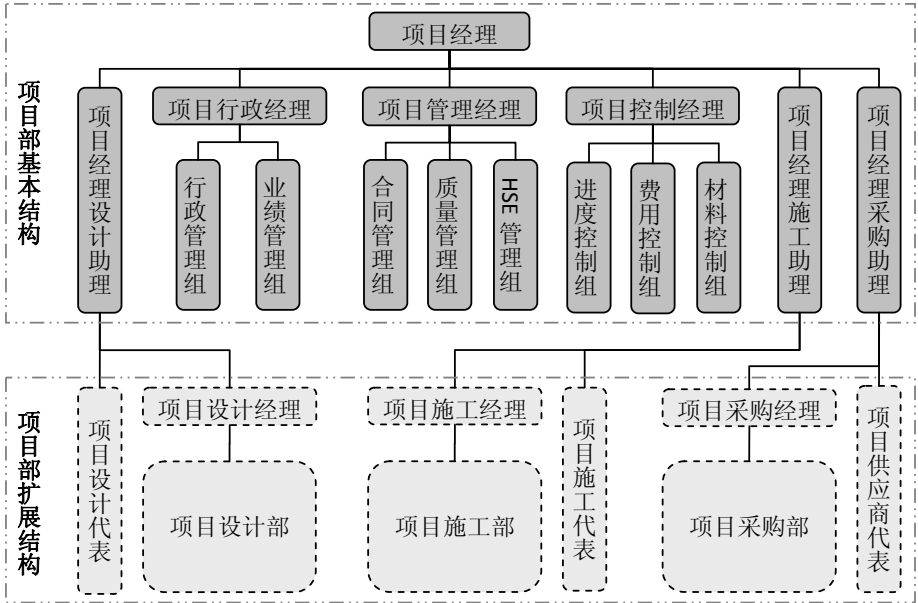 项目经理
项目部基本结构
项目经理设计助理
项目行政经理
项目管理经理
项目控制经理
项目经理施工助理
项目经理采购助理
行政管理组
业绩管理组
合同管理组
质量管理组
HSE 管理组
进度控制组
费用控制组
材料控制组
项目部扩展结构
项目设计代表
项目设计经理
项目施工经理
项目施工代表
项目采购经理
项目供应商代表
项目设计部
项目施工部
项目采购部